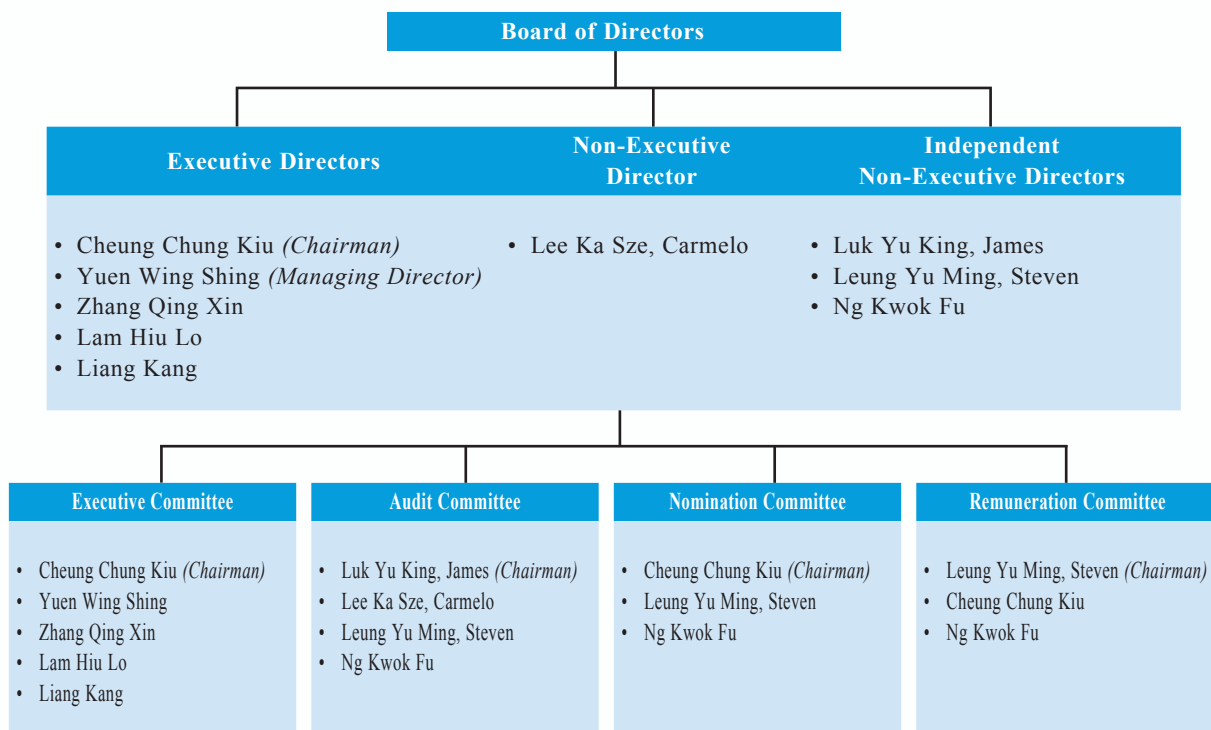 Board of Directors
Executive Directors
Non-Executive
Director
Independent
Non-Executive Directors
• Cheung Chung Kiu (Chairman)
• Yuen Wing Shing (Managing Director)
• Zhang Qing Xin
• Lam Hiu Lo
• Liang Kang
• Lee Ka Sze, Carmelo
• Luk Yu King, James
• Leung Yu Ming, Steven
• Ng Kwok Fu
Executive Committee
• Cheung Chung Kiu (Chairman)
• Yuen Wing Shing
• Zhang Qing Xin
• Lam Hiu Lo
• Liang Kang
Audit Committee
• Luk Yu King, James (Chairman)
• Lee Ka Sze, Carmelo
• Leung Yu Ming, Steven
• Ng Kwok Fu
Nomination Committee
• Cheung Chung Kiu (Chairman)
• Leung Yu Ming, Steven
• Ng Kwok Fu
Remuneration Committee
• Leung Yu Ming, Steven (Chairman)
• Cheung Chung Kiu
• Ng Kwok Fu